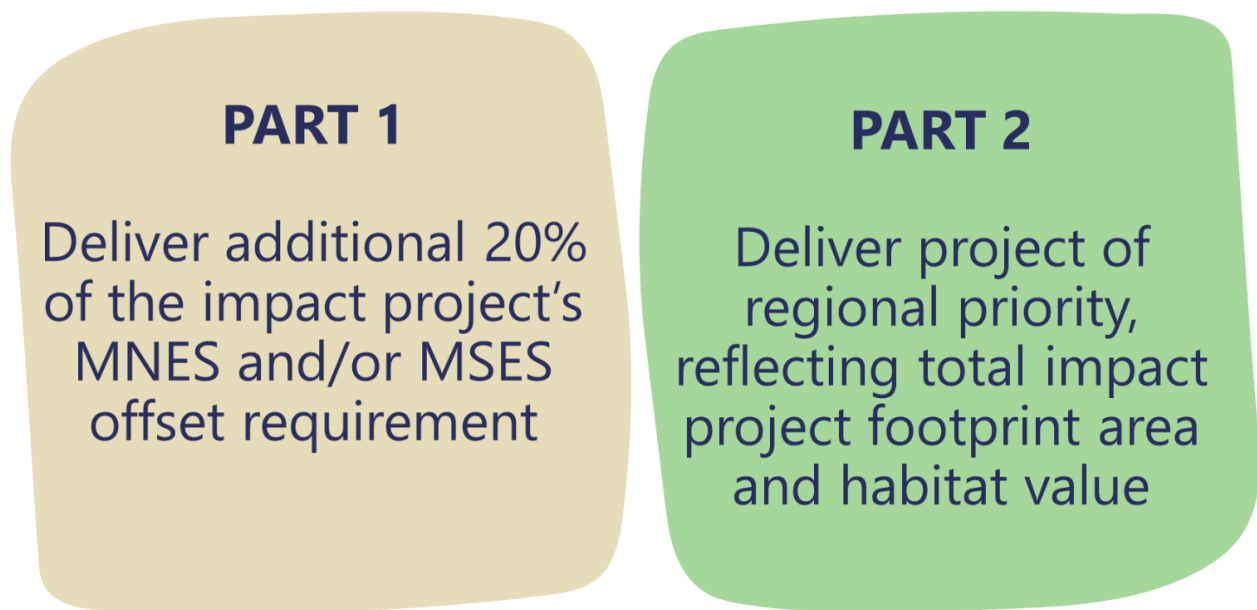 PART 1
Deliver additional 20%
of the impact project’s
MNES and/or MSES
offset requirement
PART 2
Deliver project of
regional priority,
reflecting total impact
project footprint area
and habitat value